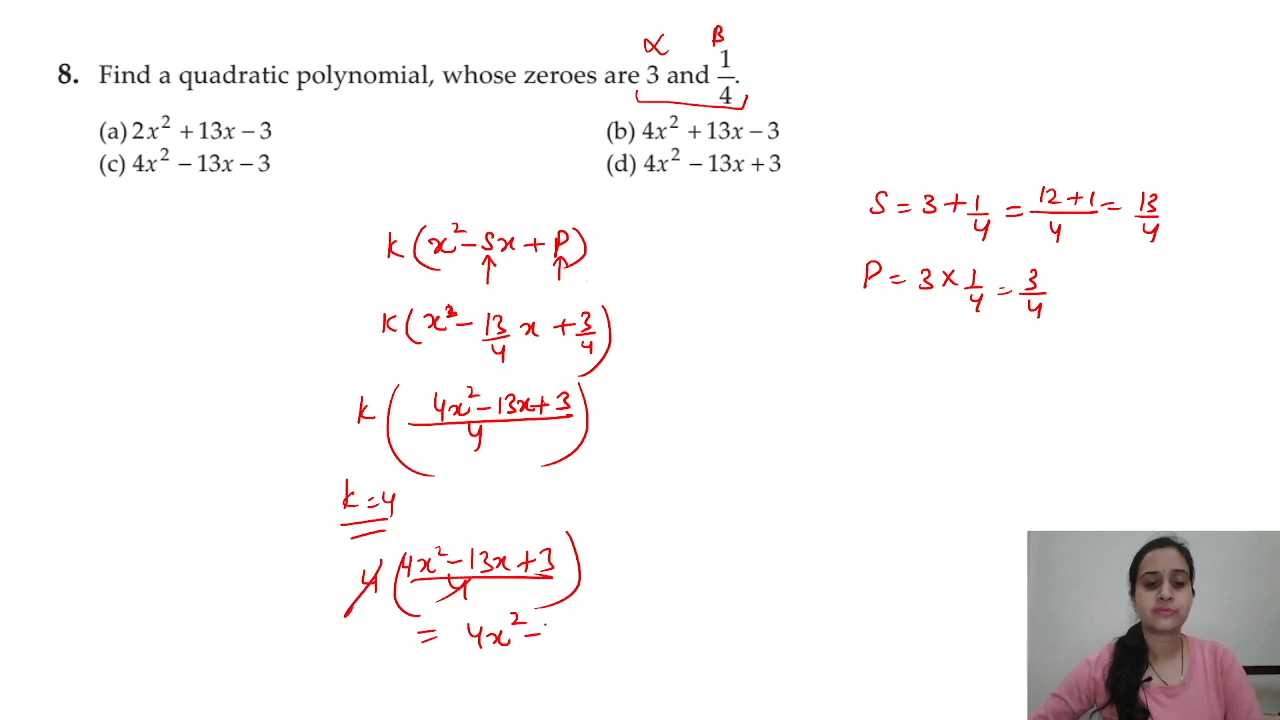 α β
8. Find a quadratic polynomial, whose zeroes are 3 and 1/4.
(a) 2x² + 13x − 3 (b) 4x² + 13x − 3
(c) 4x² − 13x − 3 (d) 4x² − 13x + 3
S = 3 + 1/4 = (12 + 1)/4 = 13/4
P = 3 × 1/4 = 3/4
k(x² − Sx + P)
k(x² − 13/4 x + 3/4)
k((4x² − 13x + 3)/4)
k = 4
4((4x² − 13x + 3)/4)
= 4x² −